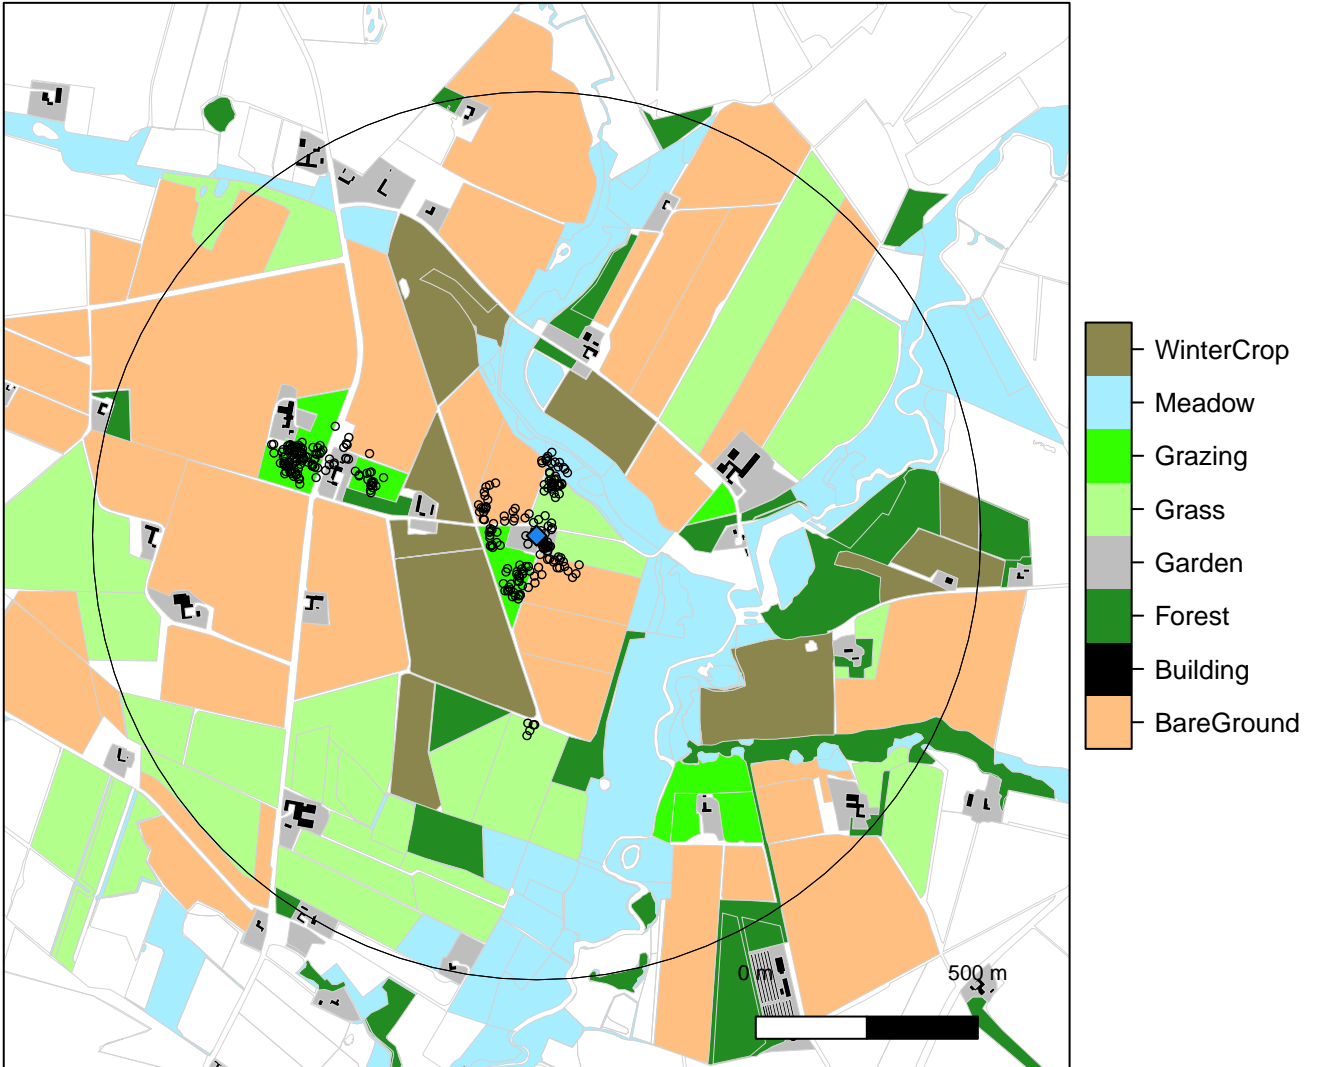 WinterCrop
Meadow
Grazing
Grass
Garden
Forest
Building
BareGround
0 m 500 m